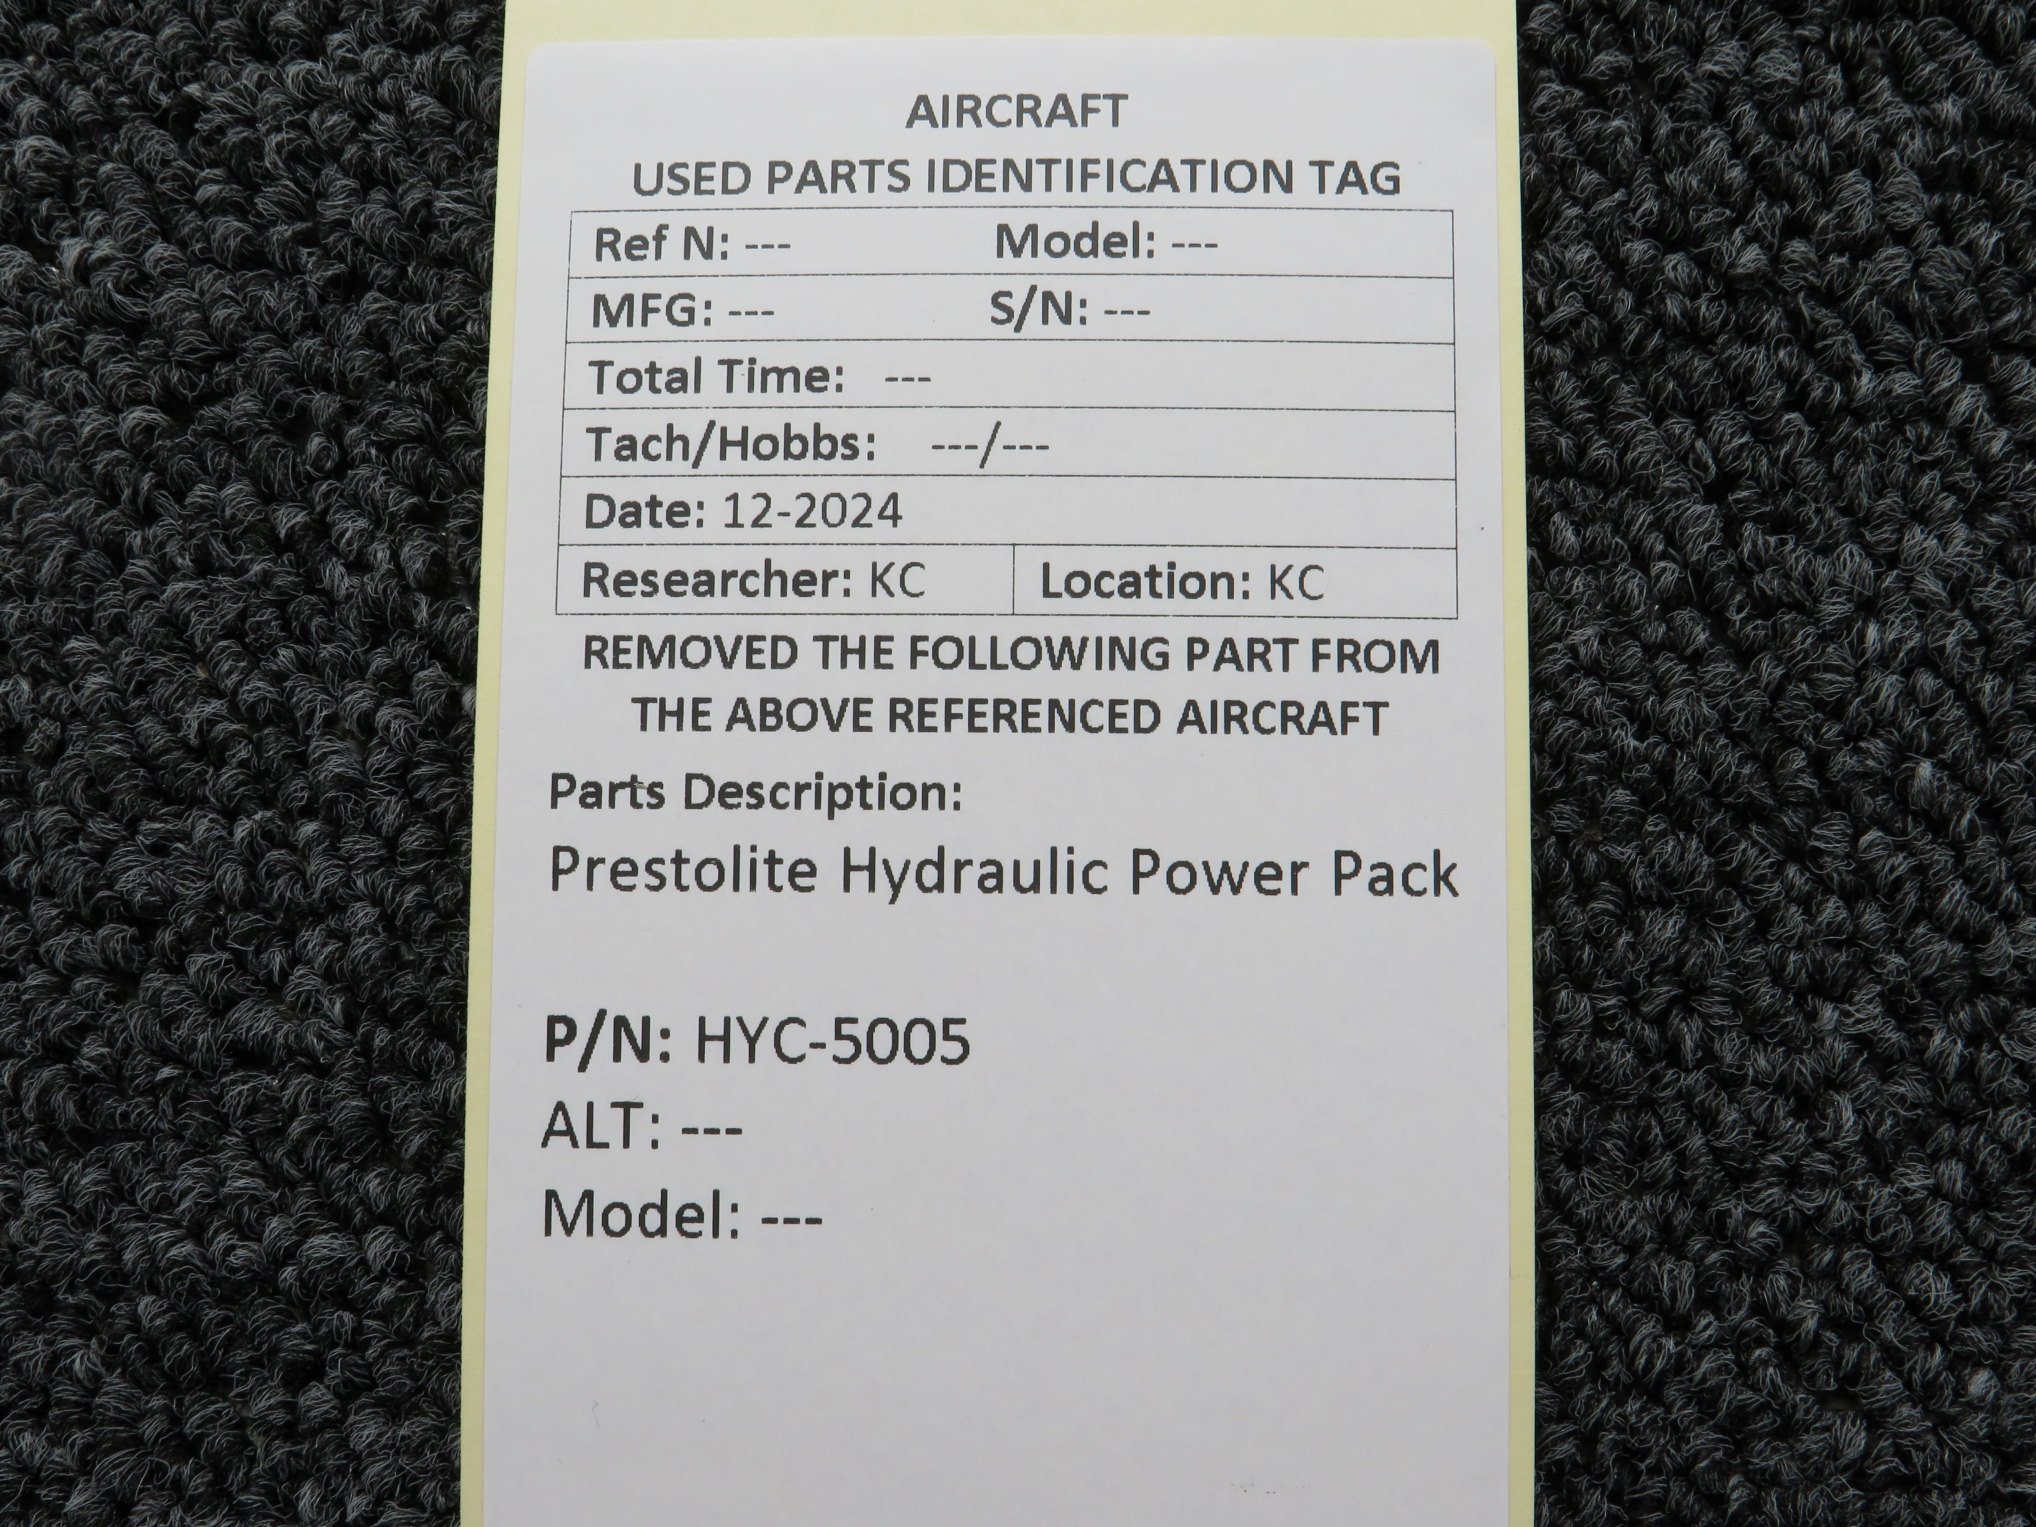 AIRCRAFT
USED PARTS IDENTIFICATION TAG
Ref N: --- Model: ---
MFG: --- S/N: ---
Total Time: ---
Tach/Hobbs: ---/---
Date: 12-2024
Researcher: KC Location: KC
REMOVED THE FOLLOWING PART FROM
THE ABOVE REFERENCED AIRCRAFT
Parts Description:
Prestolite Hydraulic Power Pack
P/N: HYC-5005
ALT: ---
Model: ---